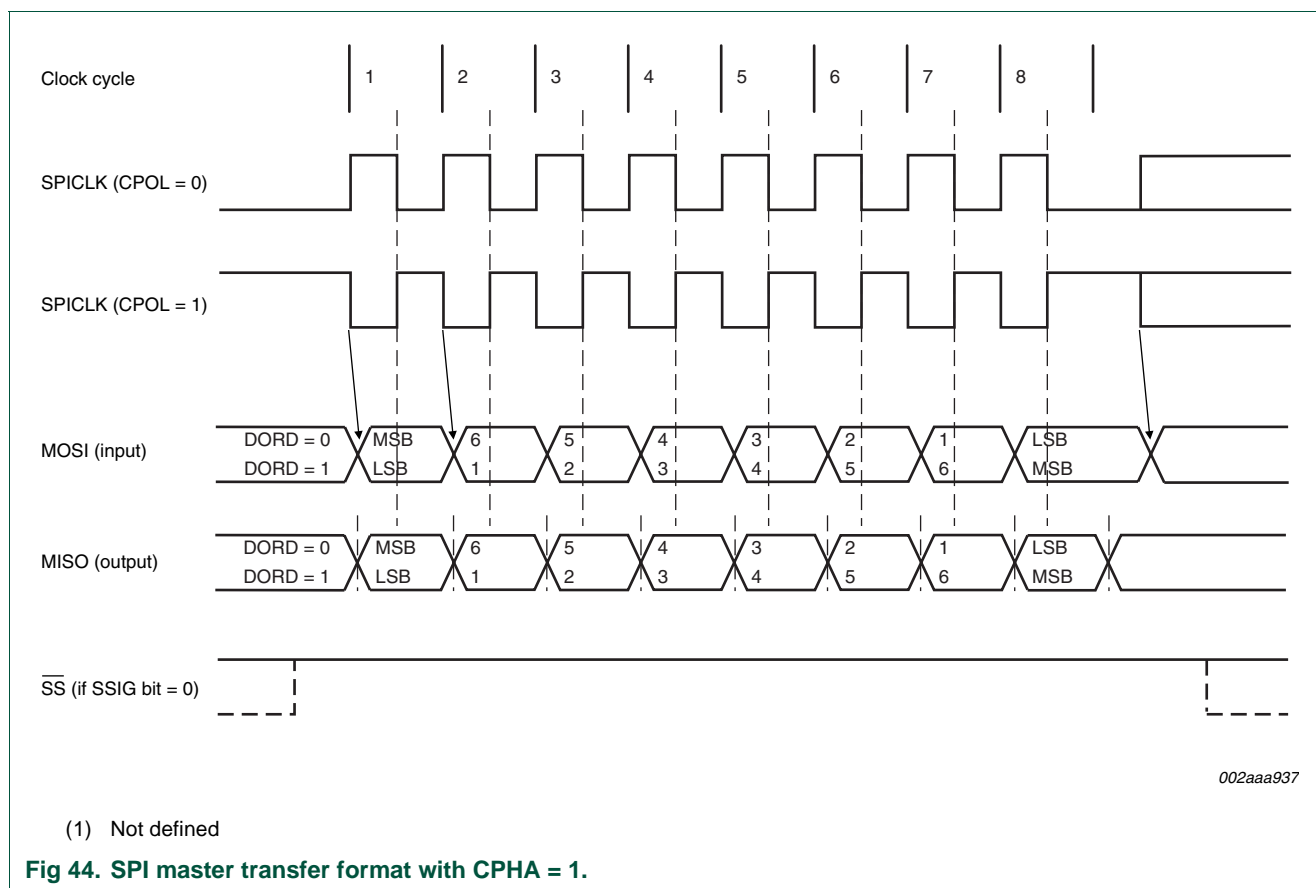 Clock cycle 1 2 3 4 5 6 7 8
SPICLK (CPOL = 0)
SPICLK (CPOL = 1)
DORD = 0 MSB 6 5 4 3 2 1 LSB
MOSI (input)
DORD = 1 LSB 1 2 3 4 5 6 MSB
DORD = 0 MSB 6 5 4 3 2 1 LSB
MISO (output)
DORD = 1 LSB 1 2 3 4 5 6 MSB
S̅S̅ (if SSIG bit = 0)
002aaa937
(1) Not defined
Fig 44. SPI master transfer format with CPHA = 1.